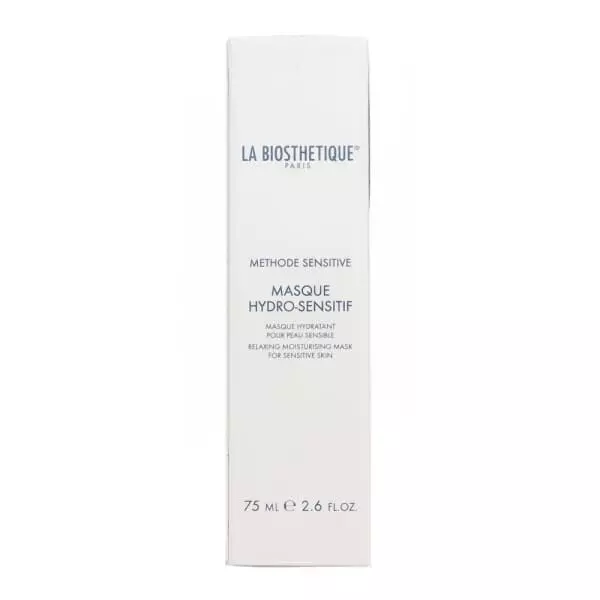 LA BIOSTHETIQUE®
PARIS
METHODE SENSITIVE
MASQUE
HYDRO-SENSITIF
MASQUE HYDRATANT
POUR PEAU SENSIBLE
RELAXING MOISTURISING MASK
FOR SENSITIVE SKIN
75 ML ℮ 2.6 FL.OZ.